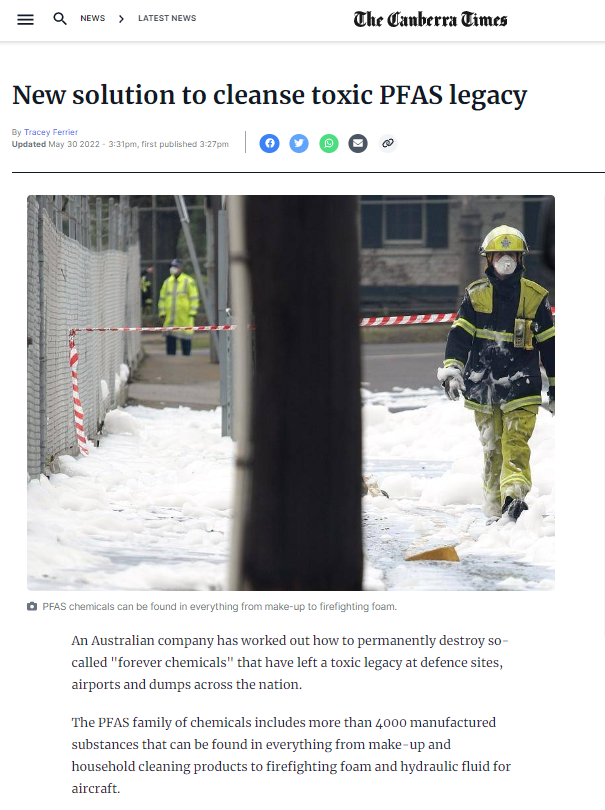 NEWS > LATEST NEWS
The Canberra Times
New solution to cleanse toxic PFAS legacy
By Tracey Ferrier
Updated May 30 2022 - 3:31pm, first published 3:27pm
PFAS chemicals can be found in everything from make-up to firefighting foam.
An Australian company has worked out how to permanently destroy so-
called "forever chemicals" that have left a toxic legacy at defence sites,
airports and dumps across the nation.
The PFAS family of chemicals includes more than 4000 manufactured
substances that can be found in everything from make-up and
household cleaning products to firefighting foam and hydraulic fluid for
aircraft.